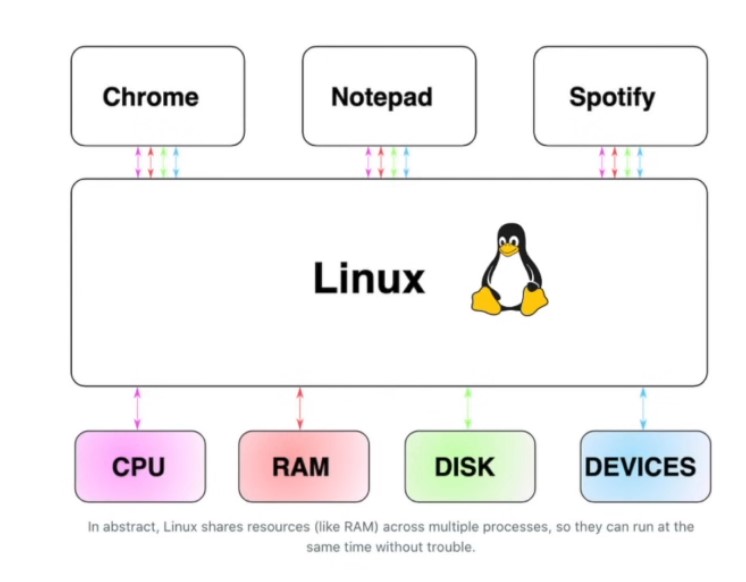 Chrome
Notepad
Spotify
Linux
CPU
RAM
DISK
DEVICES
In abstract, Linux shares resources (like RAM) across multiple processes, so they can run at the
same time without trouble.